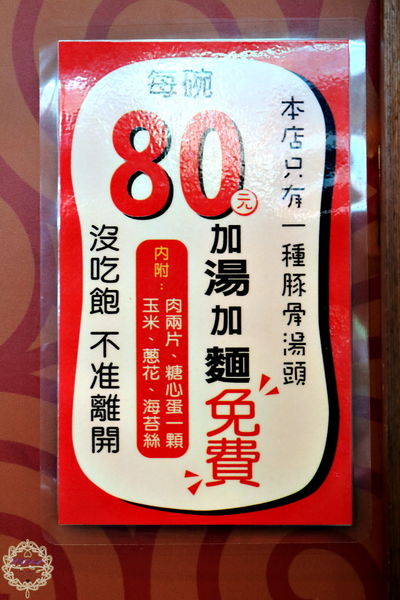 每碗
80元
本店只有一種豚骨湯頭
加湯加麵免費
內附：
肉兩片、糖心蛋一顆
玉米、蔥花、海苔絲
沒吃飽 不准離開